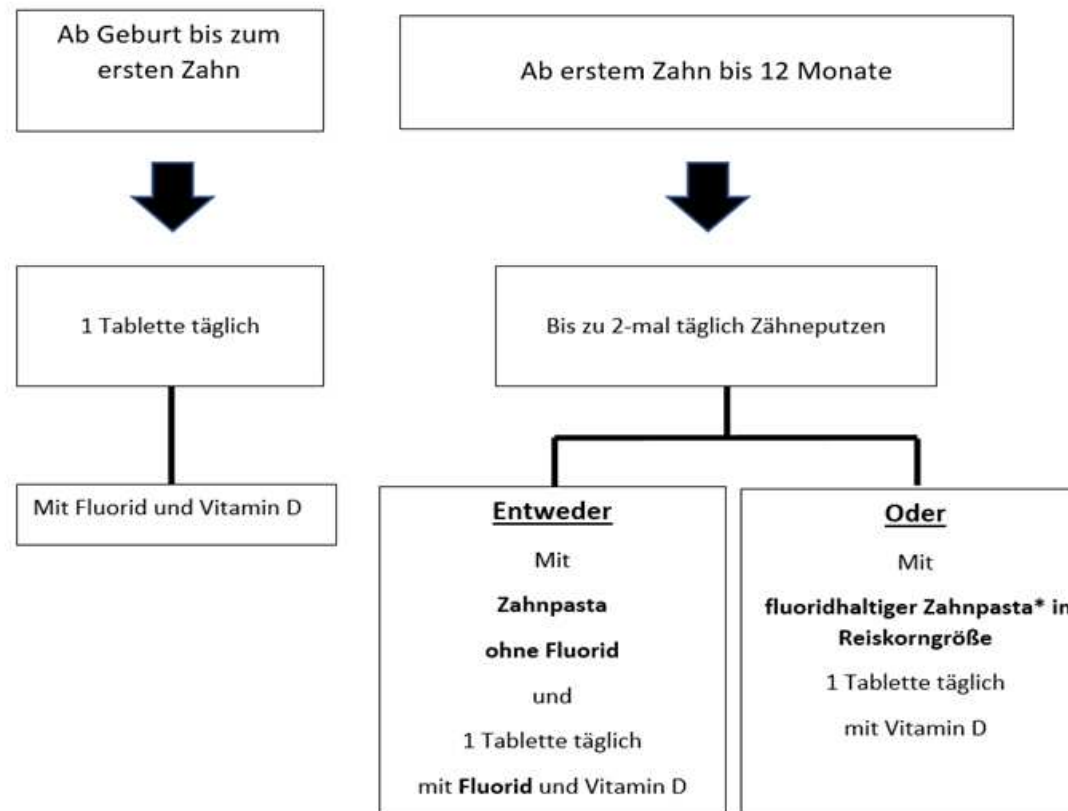 Ab Geburt bis zum
ersten Zahn
Ab erstem Zahn bis 12 Monate
1 Tablette täglich
Bis zu 2-mal täglich Zähneputzen
Mit Fluorid und Vitamin D
Entweder
Mit
Zahnpasta
ohne Fluorid
und
1 Tablette täglich
mit Fluorid und Vitamin D
Oder
Mit
fluoridhaltiger Zahnpasta* in
Reiskorngröße
1 Tablette täglich
mit Vitamin D